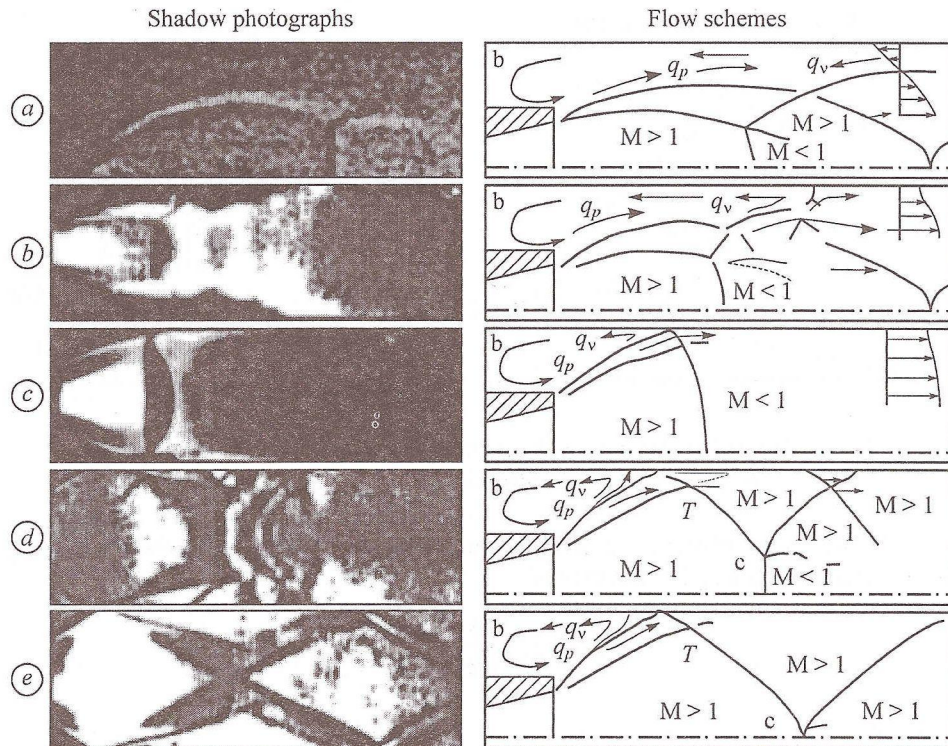 Shadow photographs Flow schemes
a b q_p q_v M > 1 M > 1 M < 1
b b q_p q_v M > 1 M < 1
c b q_v q_p M > 1 M < 1
d b q_v q_p T M > 1 M > 1 M > 1 M > 1 c M < 1
e b q_v q_p T M > 1 M > 1 c M > 1